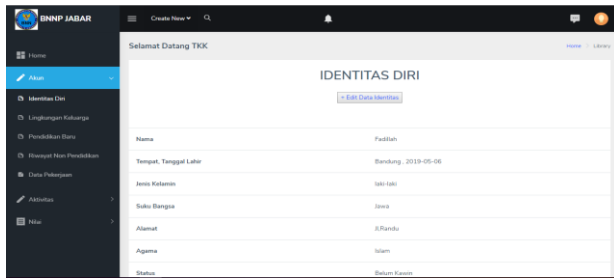 BNNP JABAR
Create New
Selamat Datang TKK
Home Library
Home
Akun
Identitas Diri
Lingkungan Keluarga
Pendidikan Baru
Riwayat Non Pendidikan
Data Pekerjaan
Aktivitas
Nilai
IDENTITAS DIRI
+ Edit Data Identitas
Nama Fadillah
Tempat, Tanggal Lahir Bandung , 2019-05-06
Jenis Kelamin laki-laki
Suku Bangsa Jawa
Alamat Jl.Randu
Agama Islam
Status Belum Kawin